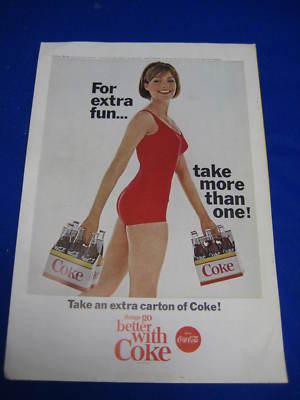 For
extra
fun...
take
more
than
one!
Coke
Coke
Take an extra carton of Coke!
things go
better
with
Coke
Coca-Cola